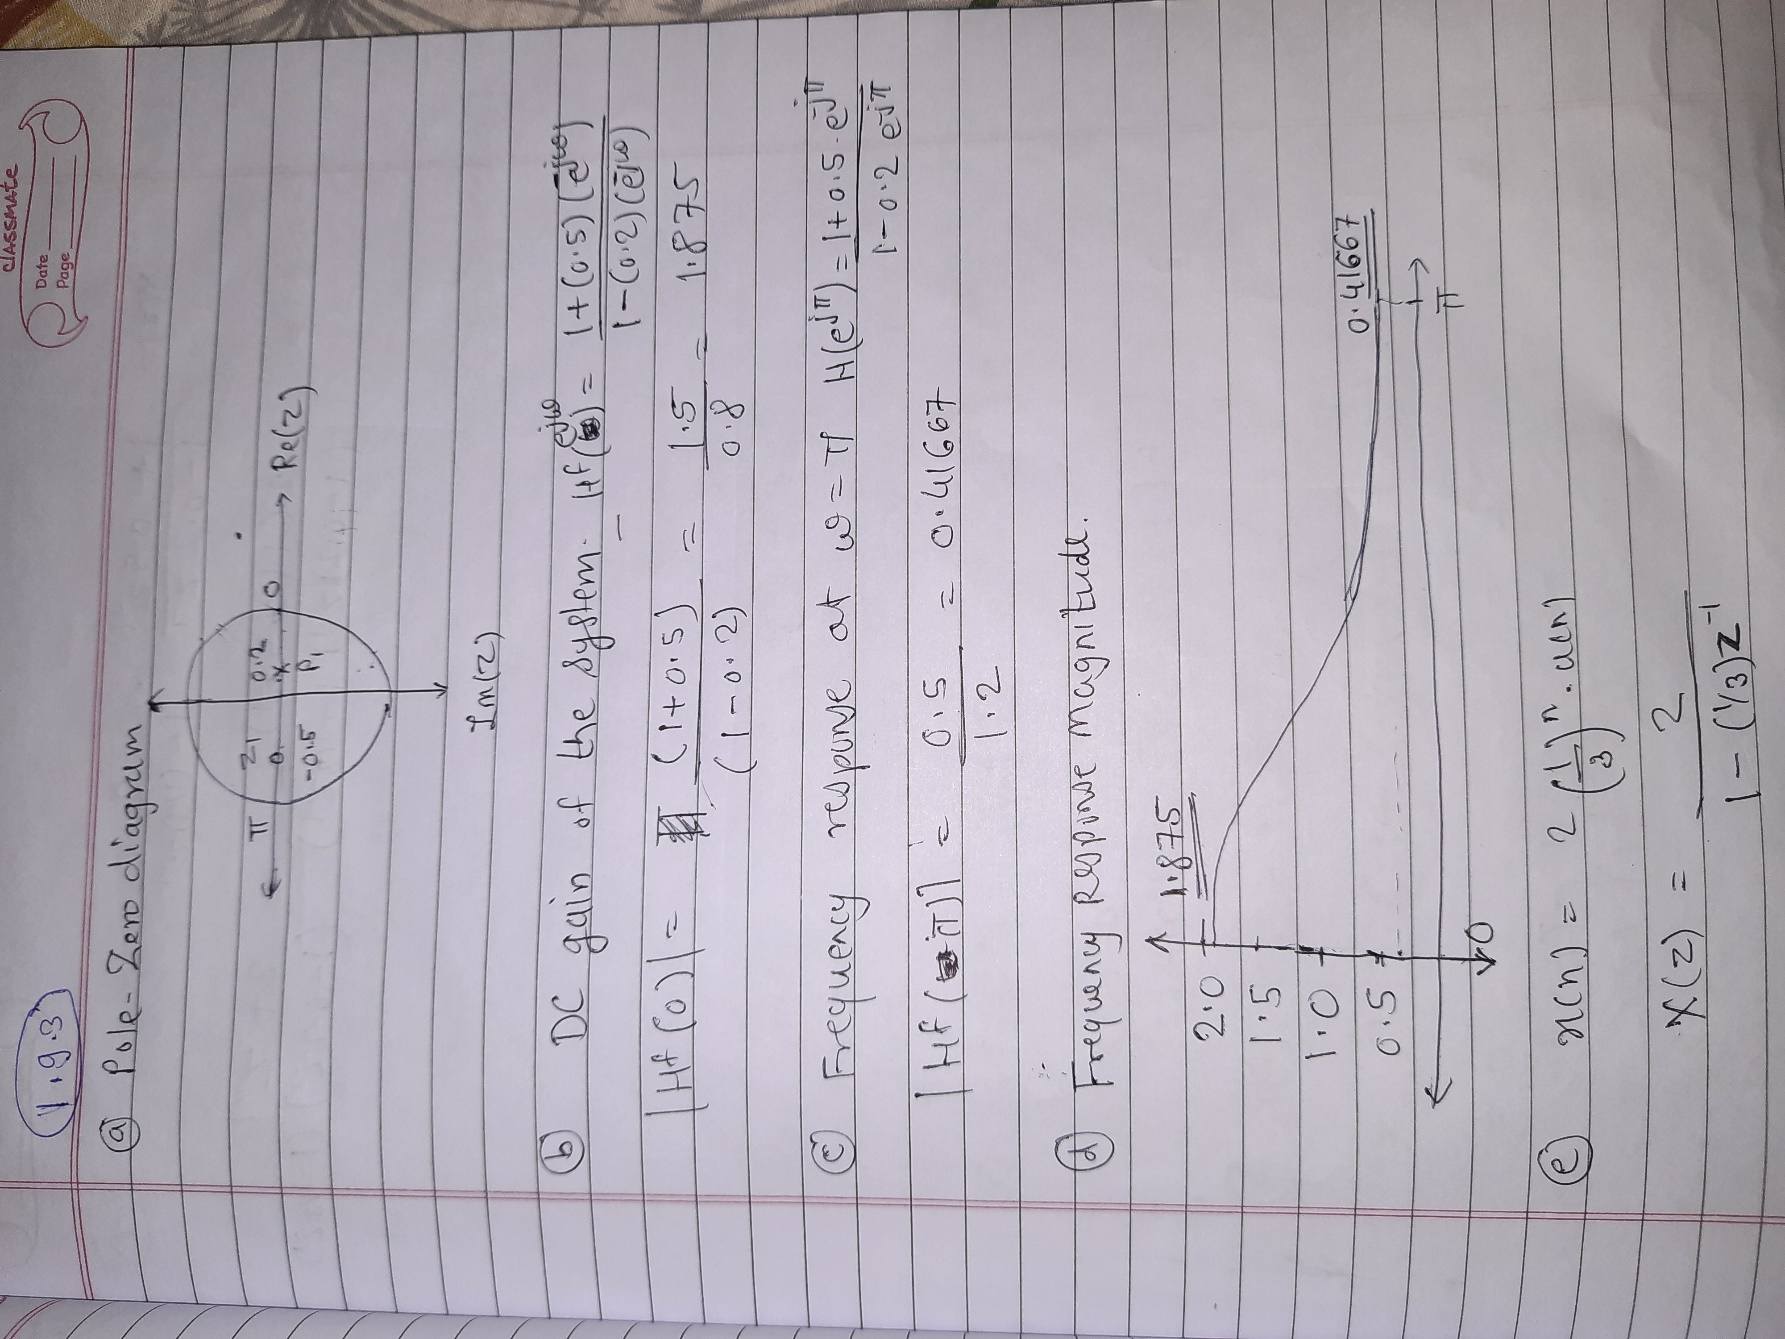 classmate
Date
Page
1.9.3
(a) Pole-Zero diagram
π Z1 0.2 0 → Re(z)
-0.5 P1
Im(z)
(b) DC gain of the system. Hf(e^jω) = 1+(0.5)(e^-jω) / 1-(0.2)(e^-jω)
|Hf(0)| = (1+0.5) / (1-0.2) = 1.5 / 0.8 = 1.875
(c) Frequency response at ω=π H(e^jπ) = 1+0.5.e^-jπ / 1-0.2 e^-jπ
|Hf(π)| = 0.5 / 1.2 = 0.41667
(d) Frequency Response magnitude.
2.0 1.875
1.5
1.0
0.5 0.41667
0 π
(e) x(n) = 2 (1/3)^n . u(n)
X(z) = 2 / 1-(1/3)z^-1